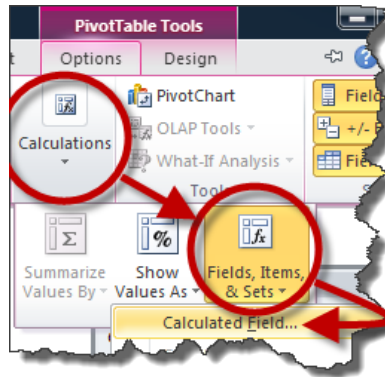 PivotTable Tools
Options Design
PivotChart
Calculations
OLAP Tools
What-If Analysis
Field
+/-
Tools
Summarize Values By
Show Values As
Fields, Items, & Sets
Calculated Field...